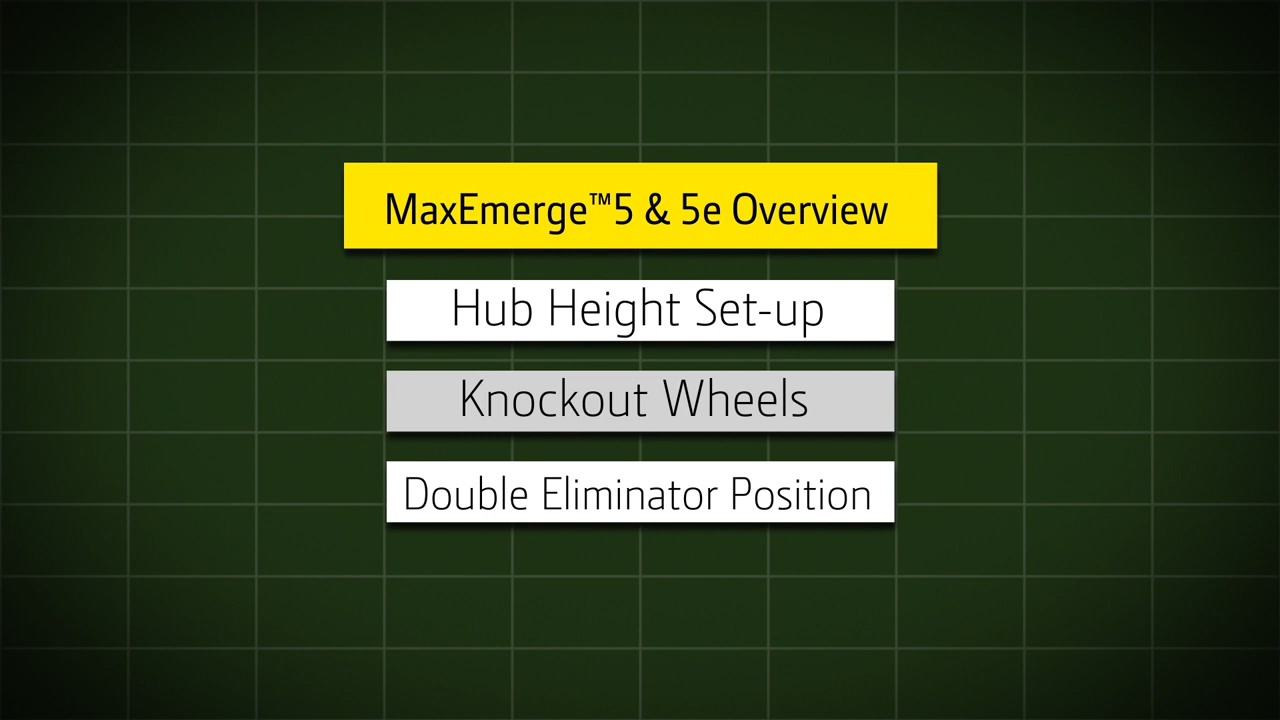 MaxEmerge™5 & 5e Overview
Hub Height Set-up
Knockout Wheels
Double Eliminator Position